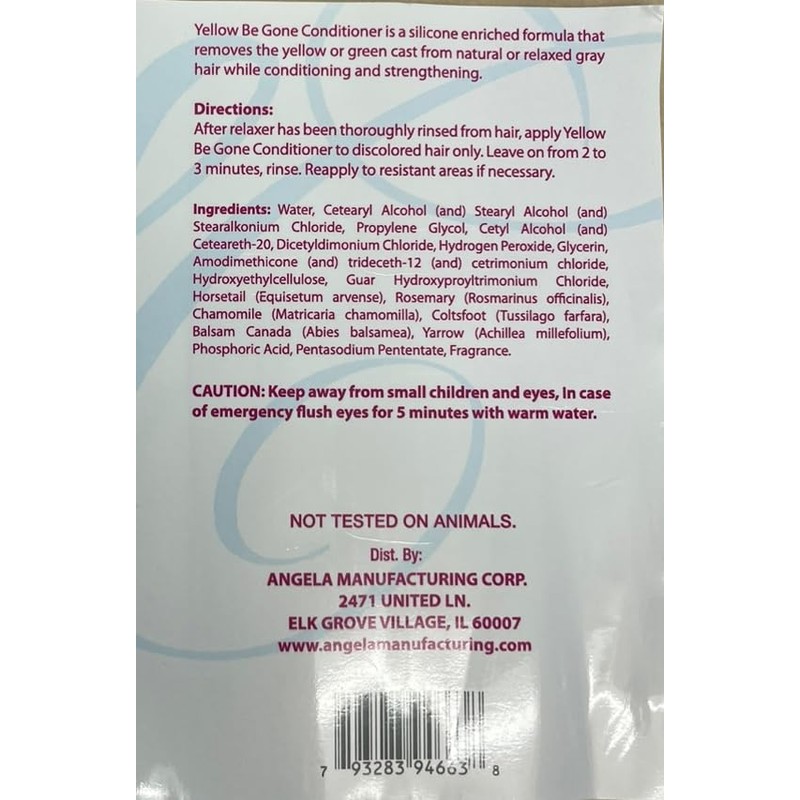 Yellow Be Gone Conditioner is a silicone enriched formula that
removes the yellow or green cast from natural or relaxed gray
hair while conditioning and strengthening.
Directions:
After relaxer has been thoroughly rinsed from hair, apply Yellow
Be Gone Conditioner to discolored hair only. Leave on from 2 to
3 minutes, rinse. Reapply to resistant areas if necessary.
Ingredients: Water, Cetearyl Alcohol (and) Stearyl Alcohol (and)
Stearalkonium Chloride, Propylene Glycol, Cetyl Alcohol (and)
Ceteareth-20, Dicetyldimonium Chloride, Hydrogen Peroxide, Glycerin,
Amodimethicone (and) trideceth-12 (and) cetrimonium chloride,
Hydroxyethylcellulose, Guar Hydroxyproyltrimonium Chloride,
Horsetail (Equisetum arvense), Rosemary (Rosmarinus officinalis),
Chamomile (Matricaria chamomilla), Coltsfoot (Tussilago farfara),
Balsam Canada (Abies balsamea), Yarrow (Achillea millefolium),
Phosphoric Acid, Pentasodium Pententate, Fragrance.
CAUTION: Keep away from small children and eyes, In case
of emergency flush eyes for 5 minutes with warm water.
NOT TESTED ON ANIMALS.
Dist. By:
ANGELA MANUFACTURING CORP.
2471 UNITED LN.
ELK GROVE VILLAGE, IL 60007
www.angelamanufacturing.com
7 93283 94663 8